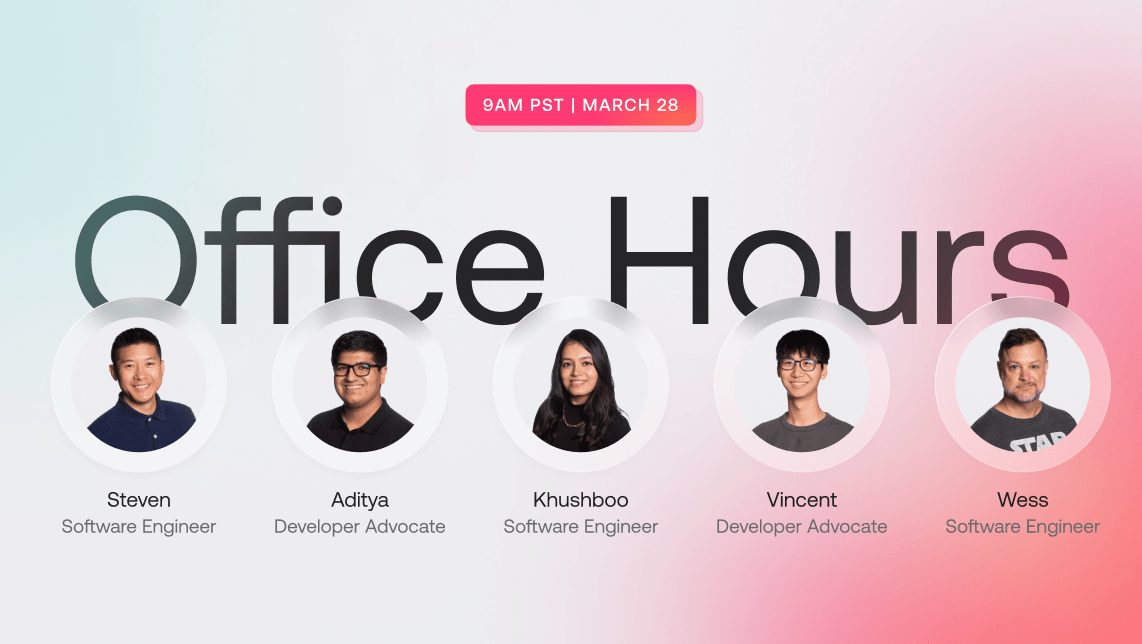 9AM PST | MARCH 28
Office Hours
STAR
Steven
Aditya
Khushboo
Vincent
Wess
Software Engineer
Developer Advocate
Software Engineer
Developer Advocate
Software Engineer